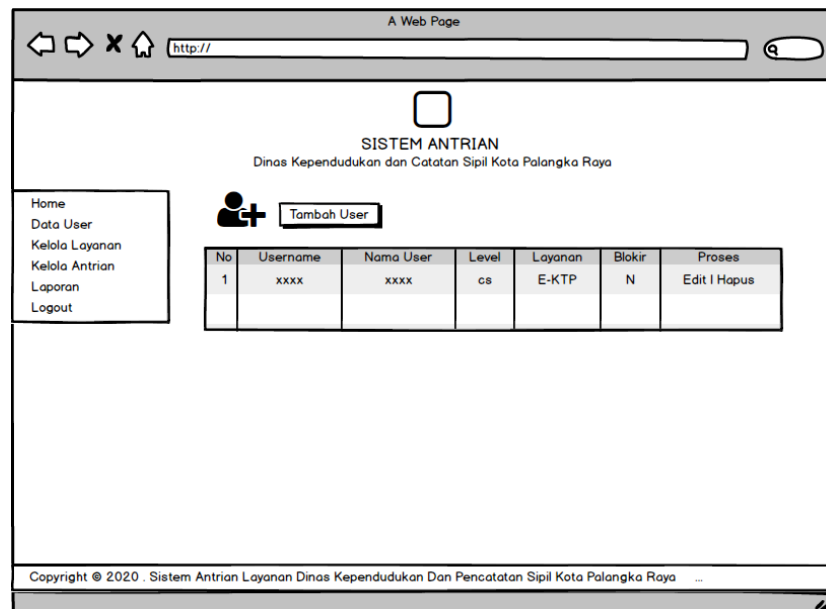 A Web Page
http://
SISTEM ANTRIAN
Dinas Kependudukan dan Catatan Sipil Kota Palangka Raya
Home
Data User
Kelola Layanan
Kelola Antrian
Laporan
Logout
Tambah User
No Username Nama User Level Layanan Blokir Proses
1 xxxx xxxx cs E-KTP N Edit I Hapus
Copyright © 2020 . Sistem Antrian Layanan Dinas Kependudukan Dan Pencatatan Sipil Kota Palangka Raya ...